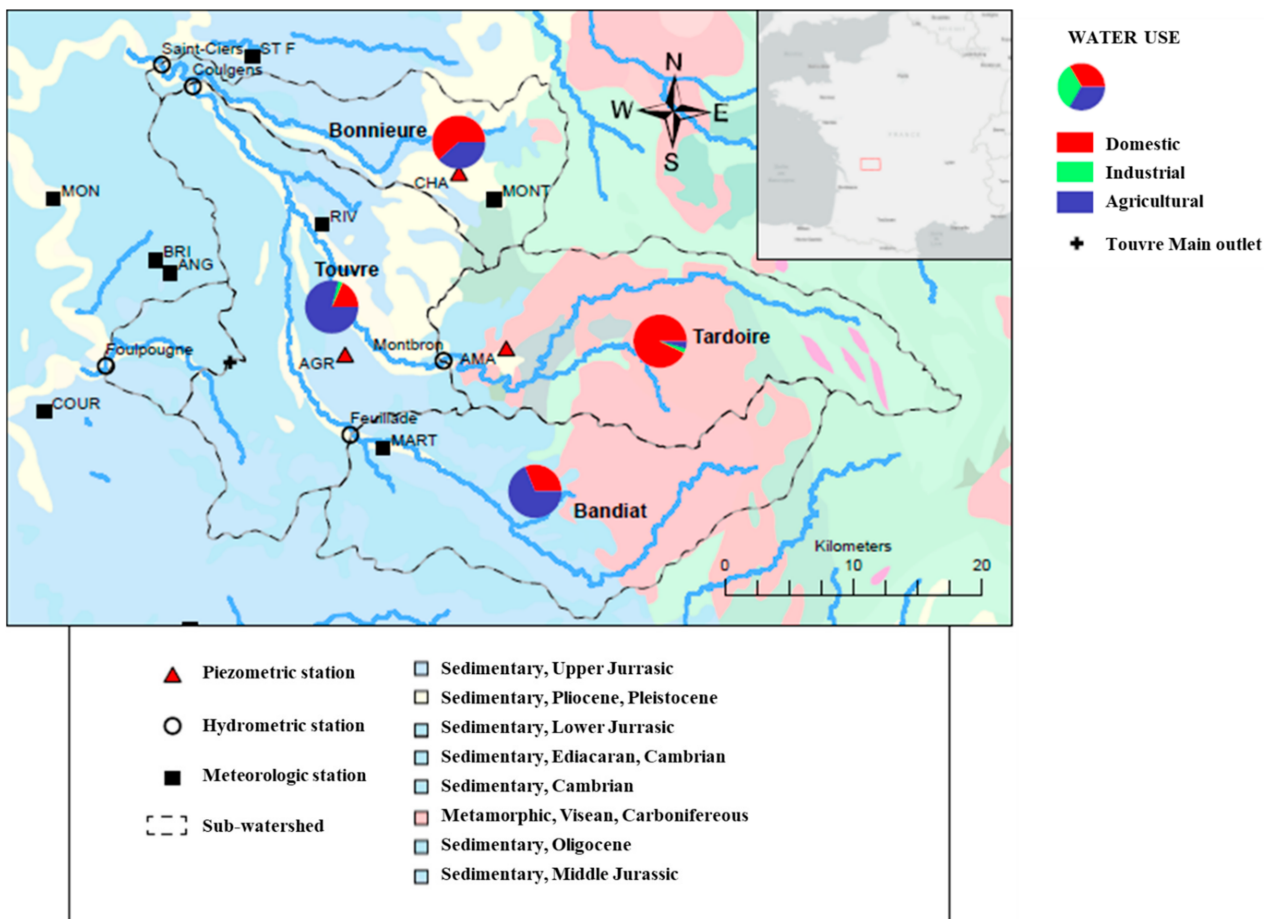 Saint-Ciers
ST F
Coulgens
N
W
E
S
Bonnieure
CHA
MONT
MON
RIV
BRI
ANG
Touvre
Montbron
AMA
Tardoire
Foulpougne
AGR
COUR
Feuillade
MART
Bandiat
Kilometers
0 10 20
FRANCE
WATER USE
Domestic
Industrial
Agricultural
Touvre Main outlet
Piezometric station
Hydrometric station
Meteorologic station
Sub-watershed
Sedimentary, Upper Jurrasic
Sedimentary, Pliocene, Pleistocene
Sedimentary, Lower Jurrasic
Sedimentary, Ediacaran, Cambrian
Sedimentary, Cambrian
Metamorphic, Visean, Carbonifereous
Sedimentary, Oligocene
Sedimentary, Middle Jurassic